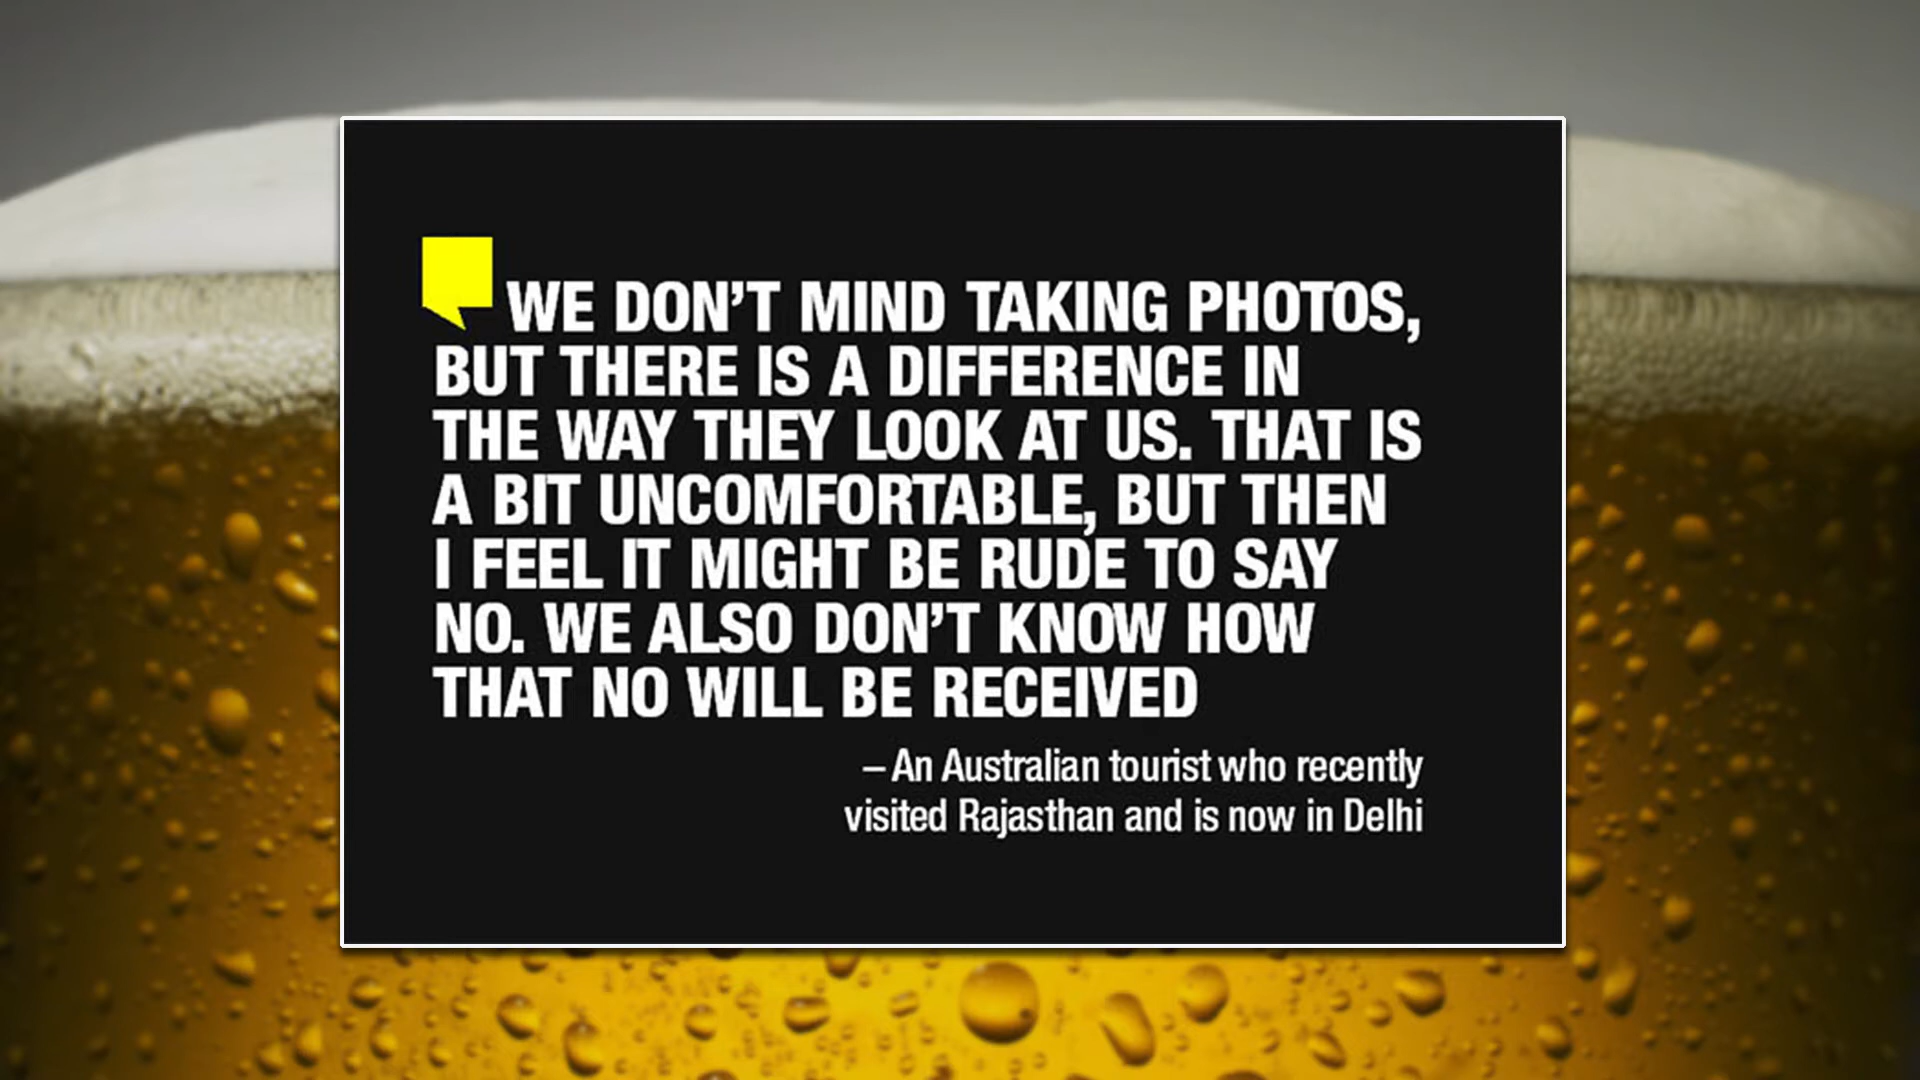 WE DON'T MIND TAKING PHOTOS,
BUT THERE IS A DIFFERENCE IN
THE WAY THEY LOOK AT US. THAT IS
A BIT UNCOMFORTABLE, BUT THEN
I FEEL IT MIGHT BE RUDE TO SAY
NO. WE ALSO DON'T KNOW HOW
THAT NO WILL BE RECEIVED
– An Australian tourist who recently
visited Rajasthan and is now in Delhi